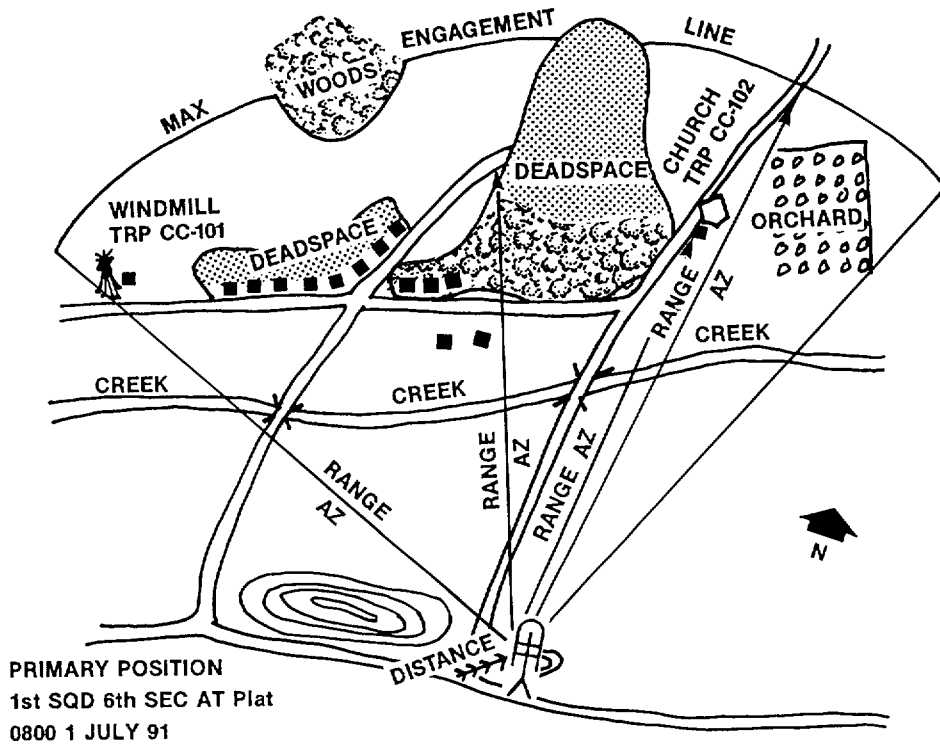 MAX ENGAGEMENT LINE
WOODS
DEADSPACE
CHURCH
TRP CC-102
WINDMILL
TRP CC-101
DEADSPACE
ORCHARD
RANGE
AZ
CREEK
CREEK
CREEK
RANGE
AZ
RANGE
AZ
RANGE
AZ
N
DISTANCE
PRIMARY POSITION
1st SQD 6th SEC AT Plat
0800 1 JULY 91